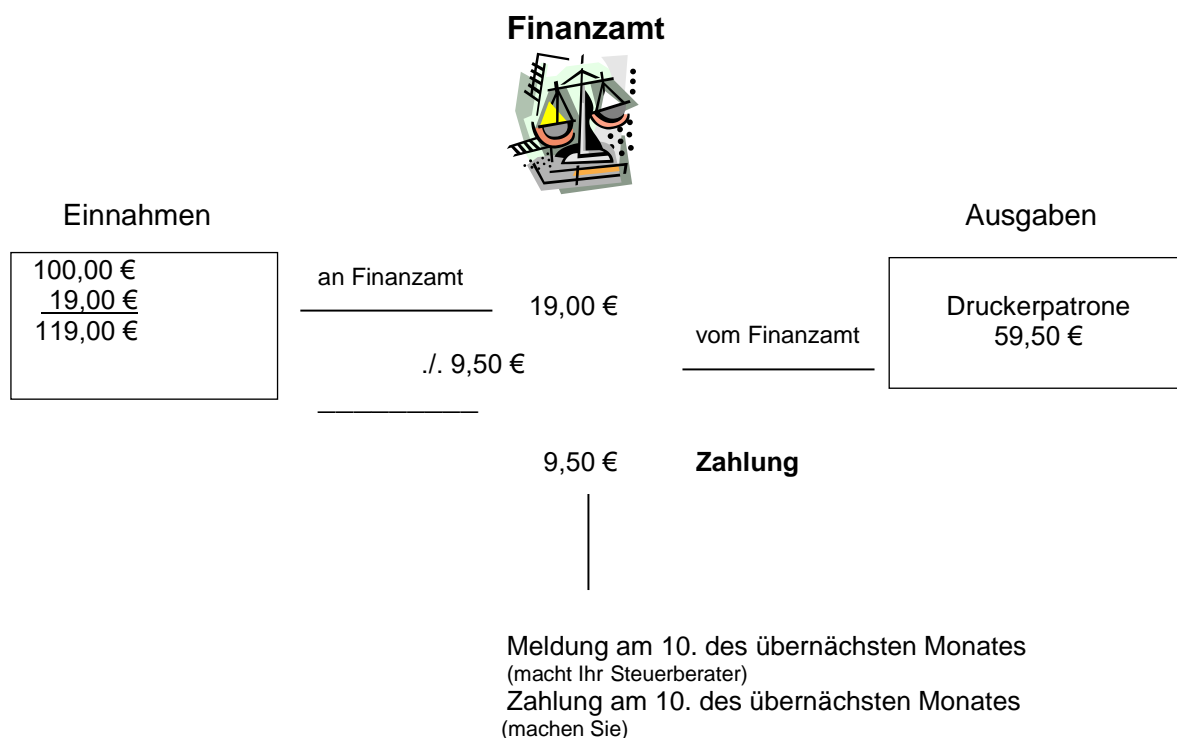 Finanzamt
Einnahmen
Ausgaben
100,00 €
19,00 €
119,00 €
an Finanzamt
19,00 €
vom Finanzamt
./. 9,50 €
Druckerpatrone
59,50 €
9,50 € Zahlung
Meldung am 10. des übernächsten Monates
(macht Ihr Steuerberater)
Zahlung am 10. des übernächsten Monates
(machen Sie)